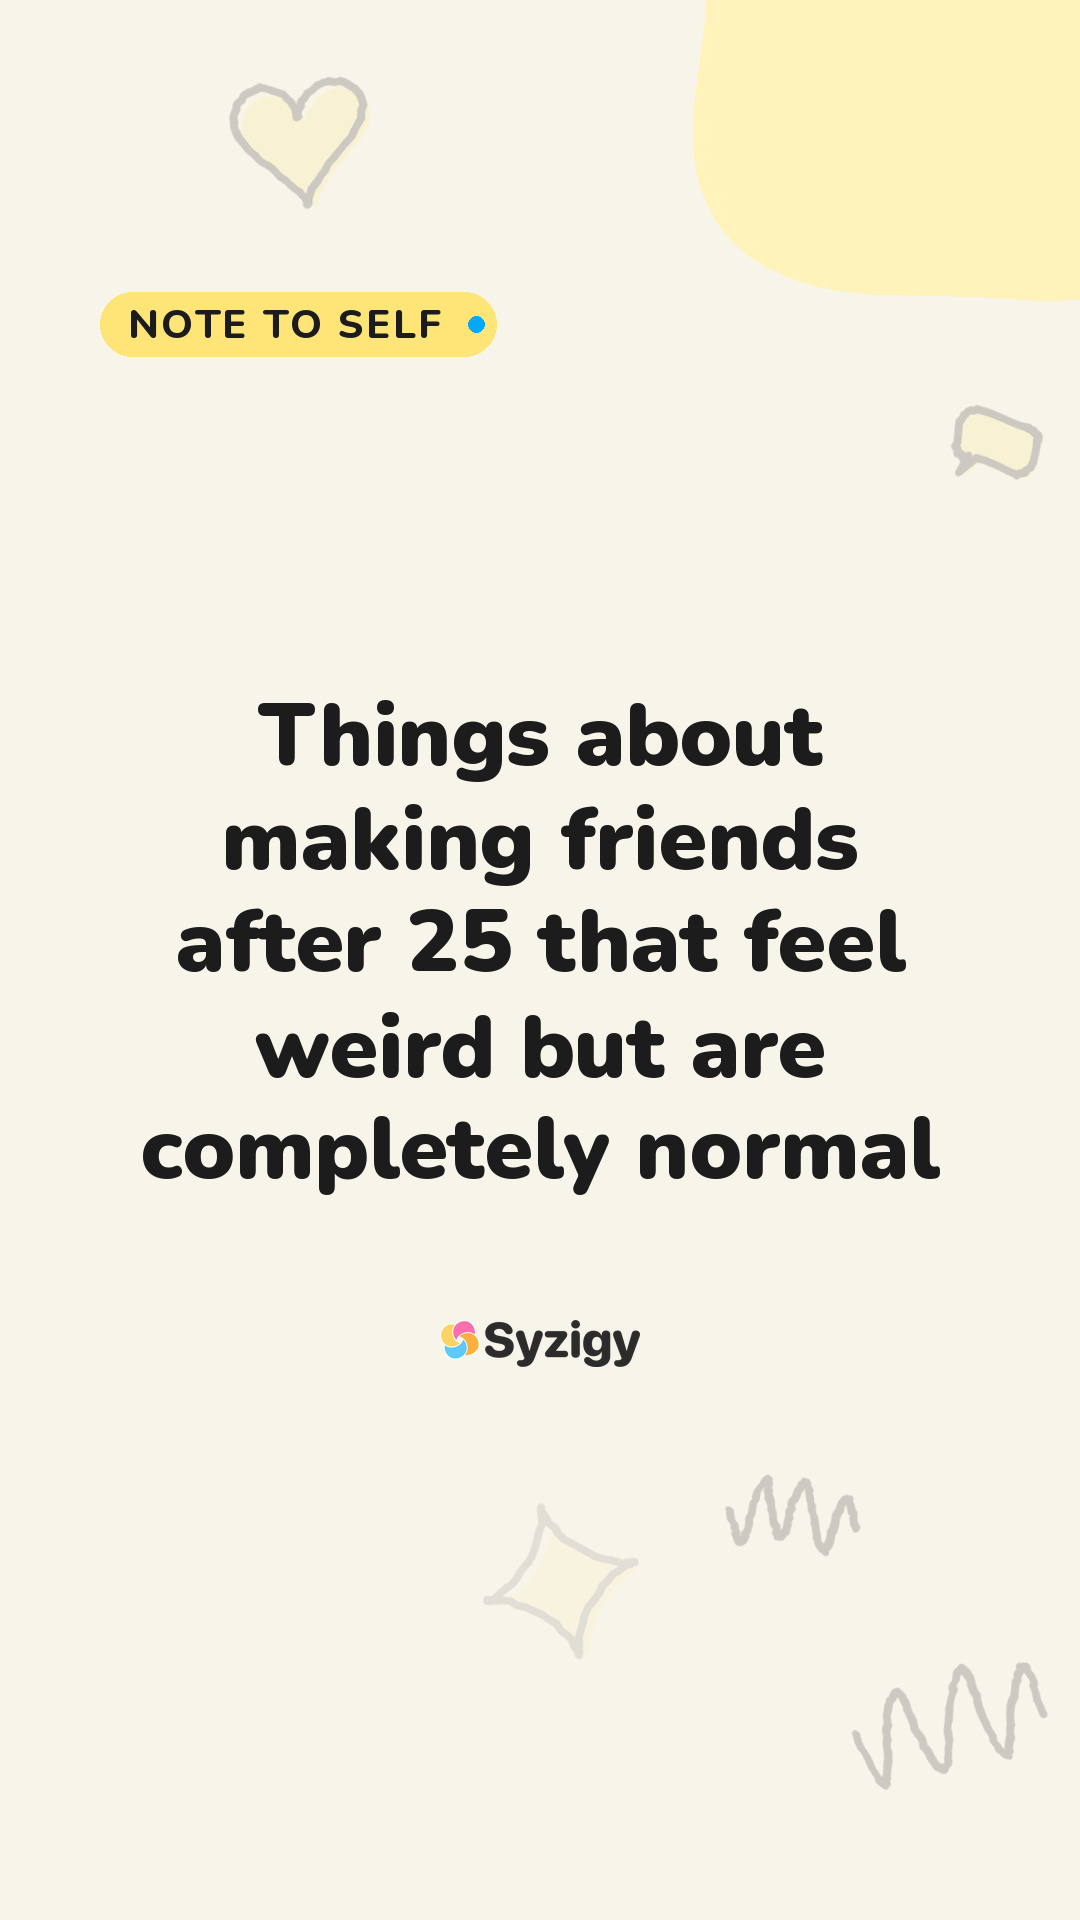 NOTE TO SELF
Things about
making friends
after 25 that feel
weird but are
completely normal
Syzigy